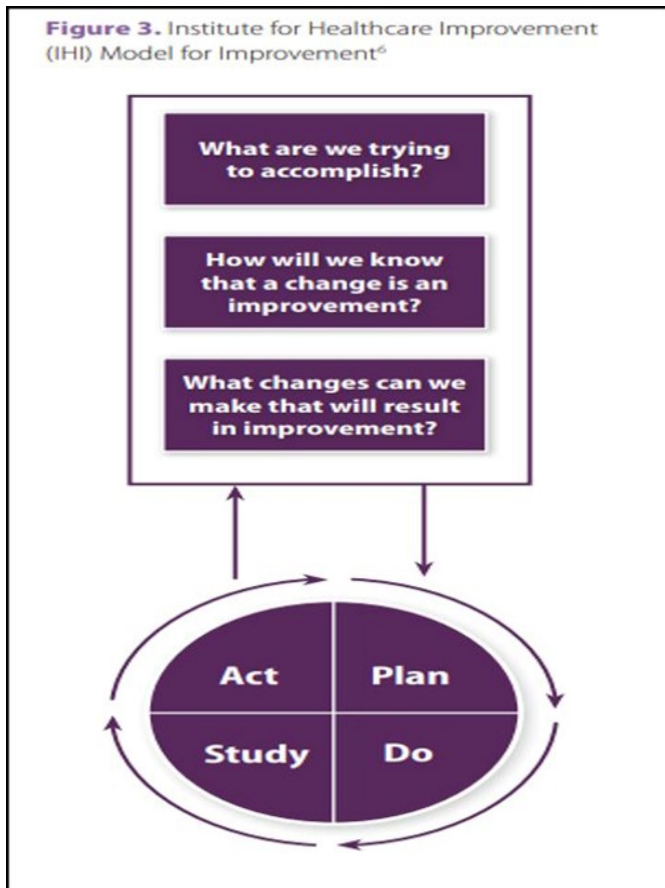 Figure 3. Institute for Healthcare Improvement
(IHI) Model for Improvement⁶
What are we trying
to accomplish?
How will we know
that a change is an
improvement?
What changes can we
make that will result
in improvement?
Act
Plan
Study
Do